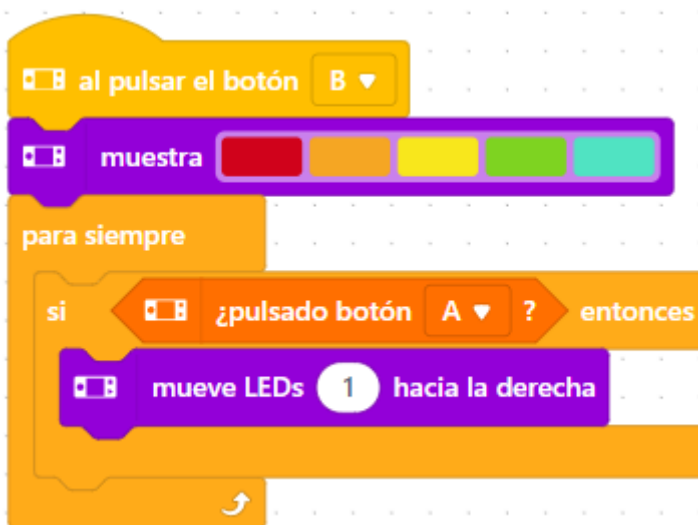 al pulsar el botón B
muestra
para siempre
si ¿pulsado botón A ? entonces
mueve LEDs 1 hacia la derecha